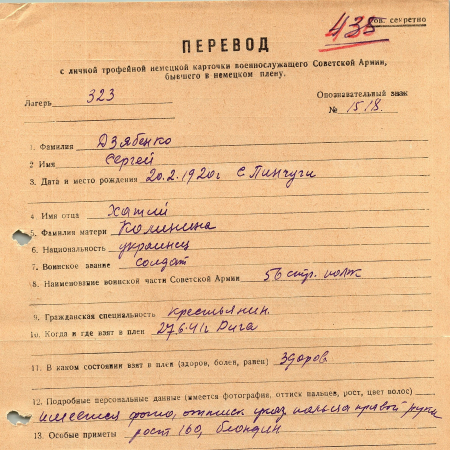 Сов. секретно
438
ПЕРЕВОД
с личной трофейной немецкой карточки военнослужащего Советской Армии,
бывшего в немецком плену.
Лагерь 323 Опознавательный знак
№ 1518.
1. Фамилия Дзябенко
2 Имя Сергей
3. Дата и место рождения 20.2.1920г с Пинчуги
4 Имя отца
5. Фамилия матери Калинина
6. Национальность украинец
7. Воинское звание солдат
8. Наименование воинской части Советской Армии 56 стр. полк
9. Гражданская специальность крестьянин
10. Когда и где взят в плен 27.6.41г Рига
11. В каком состоянии взят в плен (здоров, болен, ранен) Здоров
12. Подробные персональные данные (имеется фотография, оттиск пальцев, рост, цвет волос)
имеется фото, оттиск указ пальца правой руки
13. Особые приметы рост 160, блондин